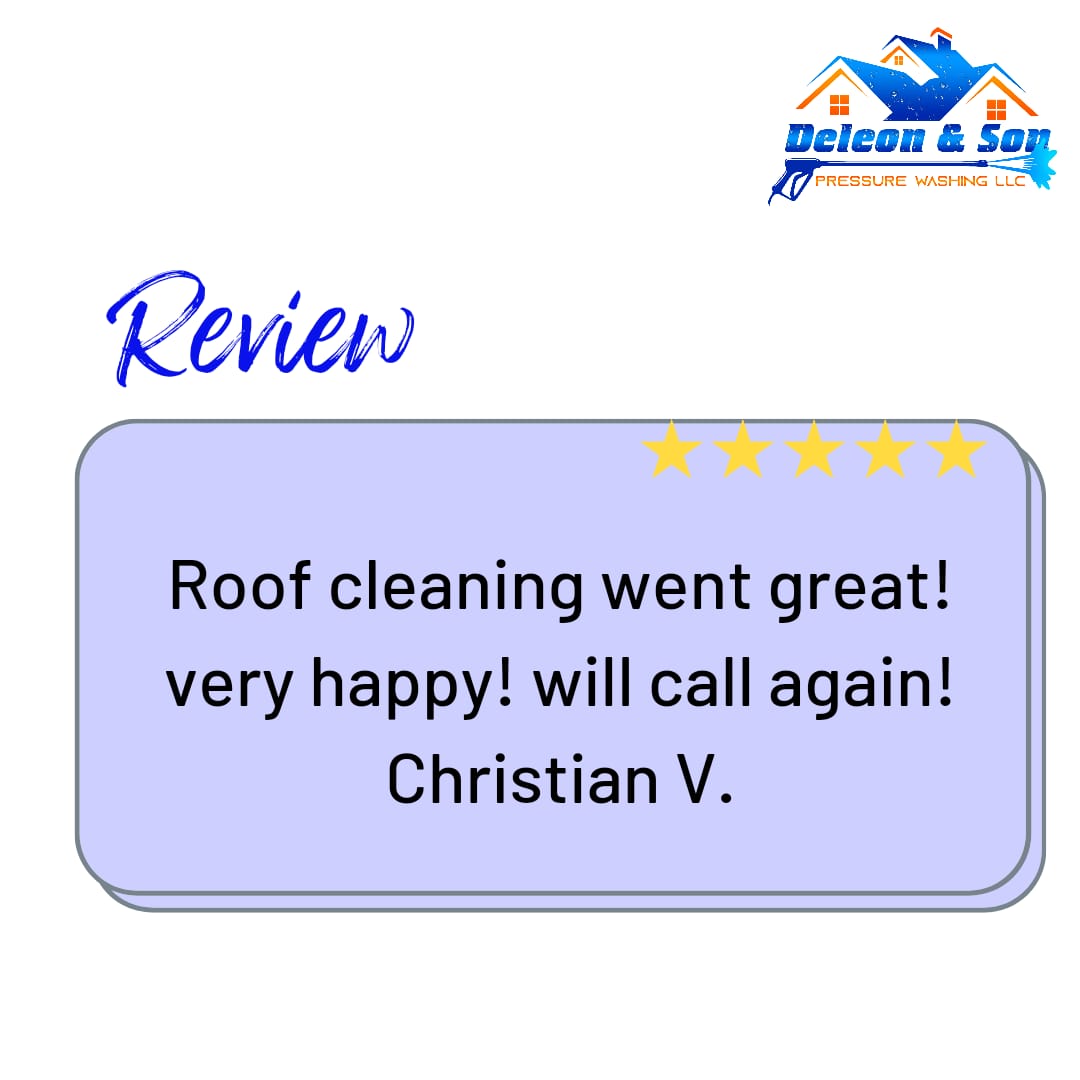 Deleon & Son
PRESSURE WASHING LLC
Review
Roof cleaning went great!
very happy! will call again!
Christian V.